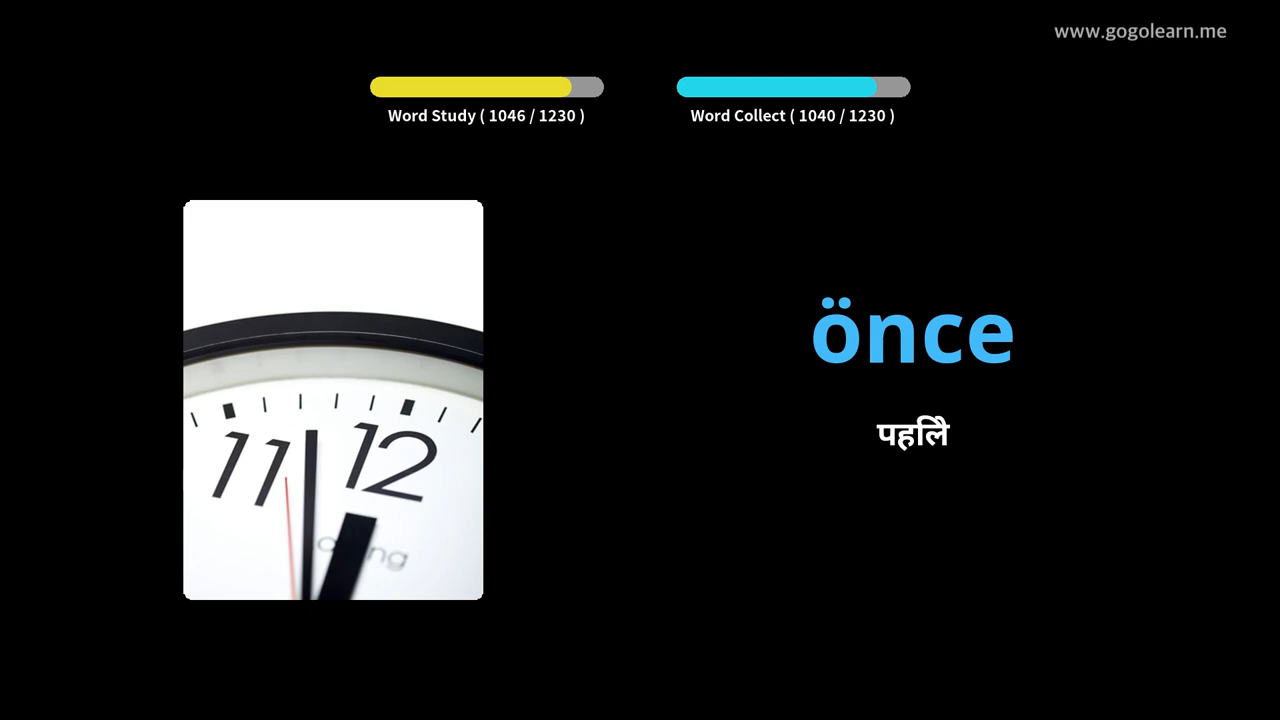 www.gogolearn.me
Word Study ( 1046 / 1230 )
Word Collect ( 1040 / 1230 )
11 12
önce
पहिले